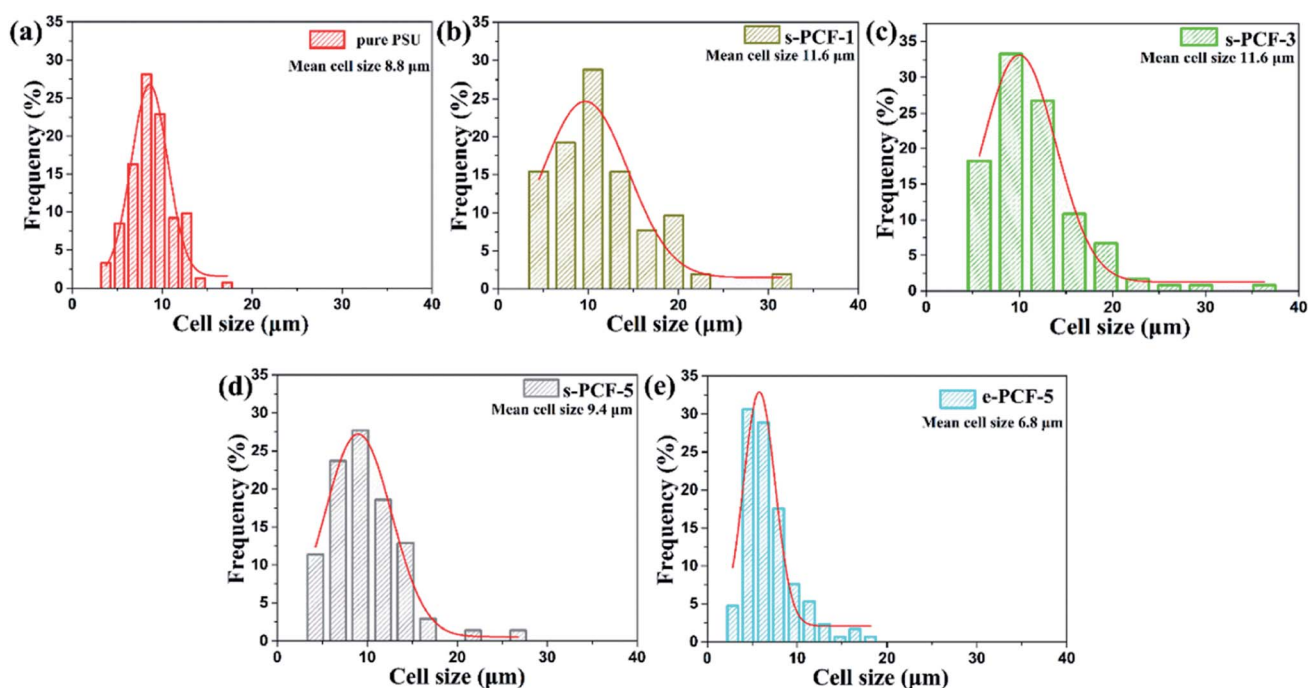 (a)
pure PSU
Mean cell size 8.8 μm
Frequency (%)
35
30
25
20
15
10
5
0
0 10 20 30 40
Cell size (μm)
(b)
s-PCF-1
Mean cell size 11.6 μm
Frequency (%)
35
30
25
20
15
10
5
0
0 10 20 30 40
Cell size (μm)
(c)
s-PCF-3
Mean cell size 11.6 μm
Frequency (%)
35
30
25
20
15
10
5
0
0 10 20 30 40
Cell size (μm)
(d)
s-PCF-5
Mean cell size 9.4 μm
Frequency (%)
35
30
25
20
15
10
5
0
0 10 20 30 40
Cell size (μm)
(e)
e-PCF-5
Mean cell size 6.8 μm
Frequency (%)
35
30
25
20
15
10
5
0
0 10 20 30 40
Cell size (μm)